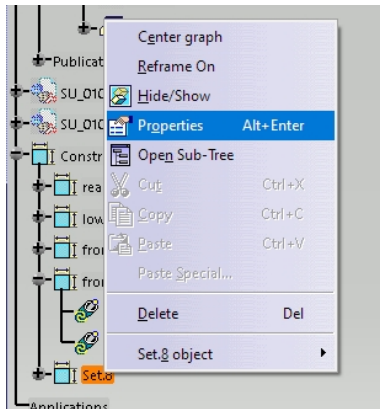 Center graph
Publicat
Reframe On
SU_010
Hide/Show
SU_010
Properties Alt+Enter
Constr
Open Sub-Tree
rea
Cut Ctrl+X
low
Copy Ctrl+C
fron
Paste Ctrl+V
fron
Paste Special...
Delete Del
Set.8 object
Set.8
Applications